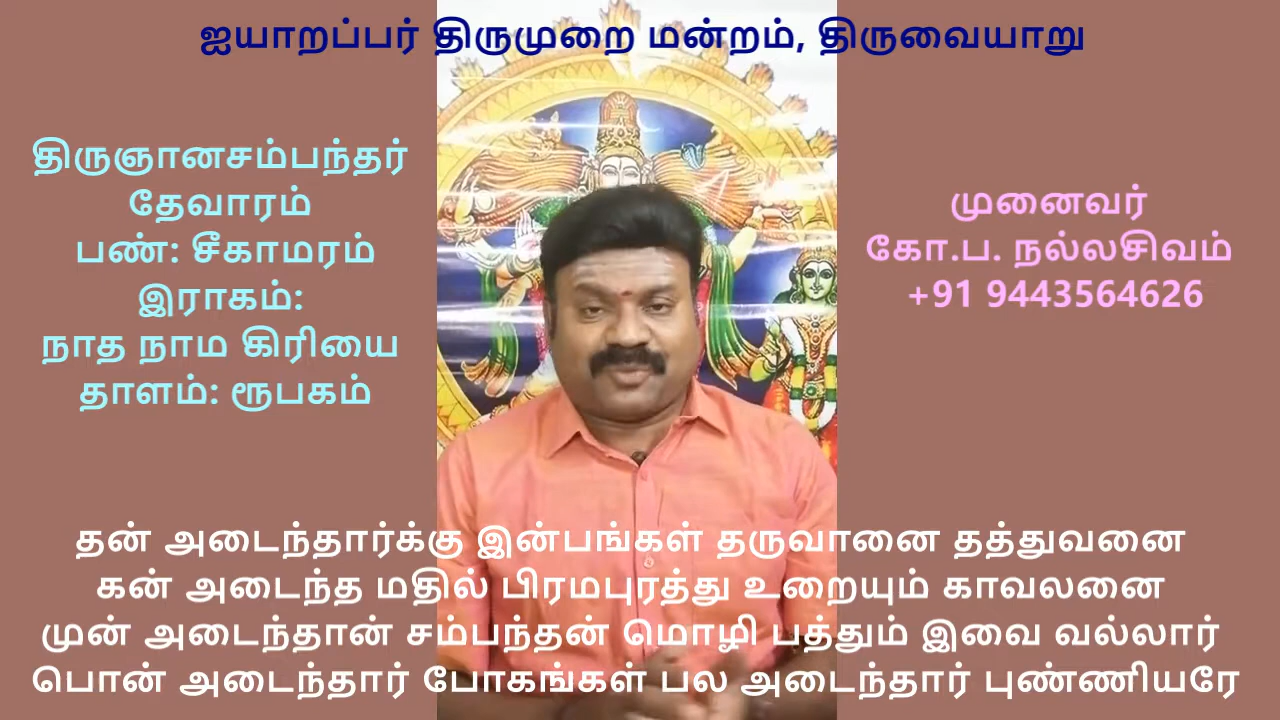 ஐயாறப்பர் திருமுறை மன்றம், திருவையாறு
திருஞானசம்பந்தர்
தேவாரம்
பண்: சீகாமரம்
இராகம்:
நாத நாம கிரியை
தாளம்: ரூபகம்
முனைவர்
கோ.ப. நல்லசிவம்
+91 9443564626
தன் அடைந்தார்க்கு இன்பங்கள் தருவானை தத்துவனை
கன் அடைந்த மதில் பிரமபுரத்து உறையும் காவலனை
முன் அடைந்தான் சம்பந்தன் மொழி பத்தும் இவை வல்லார்
பொன் அடைந்தார் போகங்கள் பல அடைந்தார் புண்ணியரே